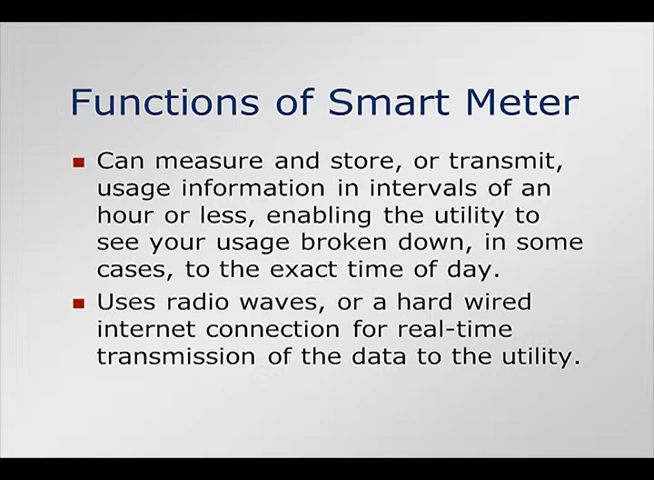 Functions of Smart Meter
Can measure and store, or transmit,
usage information in intervals of an
hour or less, enabling the utility to
see your usage broken down, in some
cases, to the exact time of day.
Uses radio waves, or a hard wired
internet connection for real-time
transmission of the data to the utility.